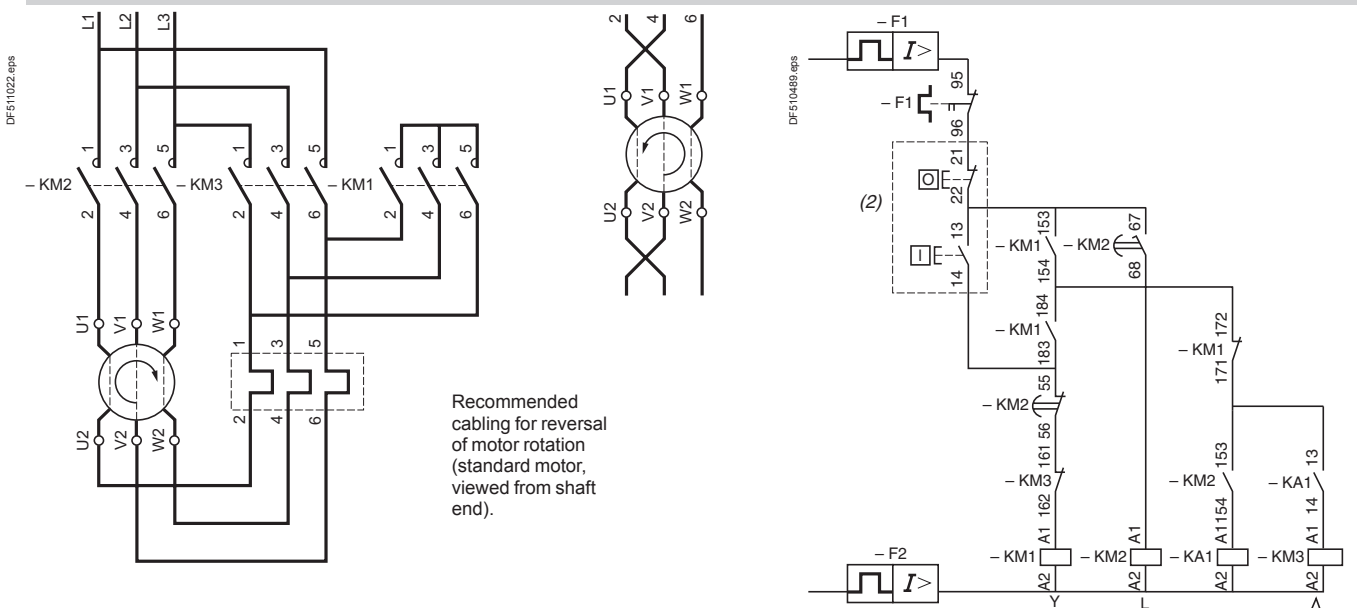 DF511022.eps
L1 L2 L3
1 3 5 1 3 5 1 3 5
– KM2 – KM3 – KM1
2 4 6 2 4 6 2 4 6
U1 V1 W1
1 3 5
2 4 6
U2 V2 W2
2 4 6
U1 V1 W1
U2 V2 W2
Recommended
cabling for reversal
of motor rotation
(standard motor,
viewed from shaft
end).
DF510489.eps
– F1
I >
95
– F1
96
21
O
22
(2)
13
I
14
153
– KM1
154
67
– KM2
68
184
– KM1
183
172
– KM1
171
55
– KM2
56
161
– KM3
162
153
– KM2
154
13
– KA1
14
A1 A1 A1 A1
– KM1 – KM2 – KA1 – KM3
A2 A2 A2 A2
– F2
I >
Y L